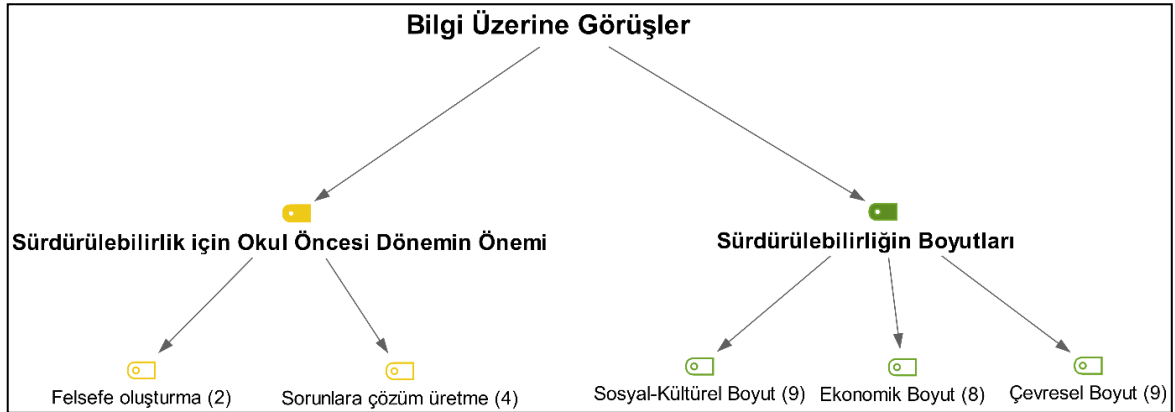 Bilgi Üzerine Görüşler
Sürdürülebilirlik için Okul Öncesi Dönemin Önemi
Sürdürülebilirliğin Boyutları
Felsefe oluşturma (2)
Sorunlara çözüm üretme (4)
Sosyal-Kültürel Boyut (9)
Ekonomik Boyut (8)
Çevresel Boyut (9)